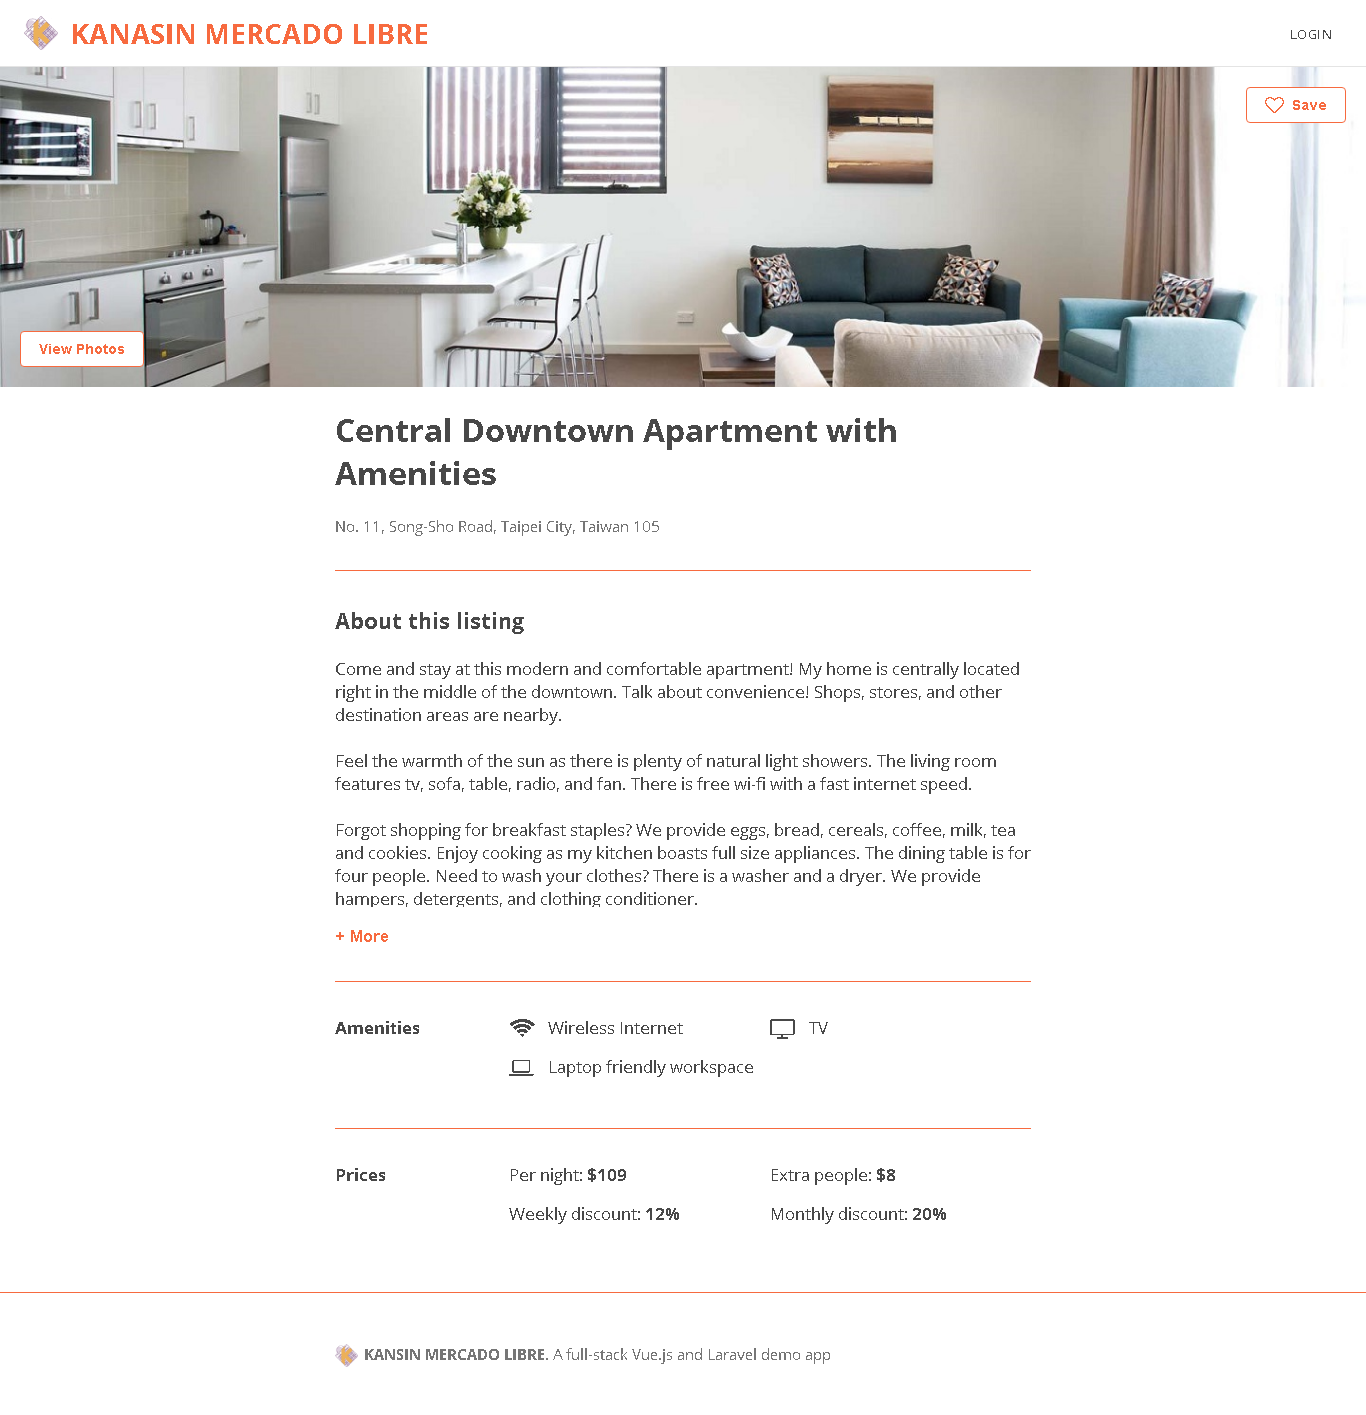 KANASIN MERCADO LIBRE
LOGIN
Save
View Photos
Central Downtown Apartment with
Amenities
No. 11, Song-Sho Road, Taipei City, Taiwan 105
About this listing
Come and stay at this modern and comfortable apartment! My home is centrally located
right in the middle of the downtown. Talk about convenience! Shops, stores, and other
destination areas are nearby.
Feel the warmth of the sun as there is plenty of natural light showers. The living room
features tv, sofa, table, radio, and fan. There is free wi-fi with a fast internet speed.
Forgot shopping for breakfast staples? We provide eggs, bread, cereals, coffee, milk, tea
and cookies. Enjoy cooking as my kitchen boasts full size appliances. The dining table is for
four people. Need to wash your clothes? There is a washer and a dryer. We provide
hampers, detergents, and clothing conditioner.
+ More
Amenities
Wireless Internet
TV
Laptop friendly workspace
Prices
Per night: $109
Extra people: $8
Weekly discount: 12%
Monthly discount: 20%
KANSIN MERCADO LIBRE. A full-stack Vue.js and Laravel demo app